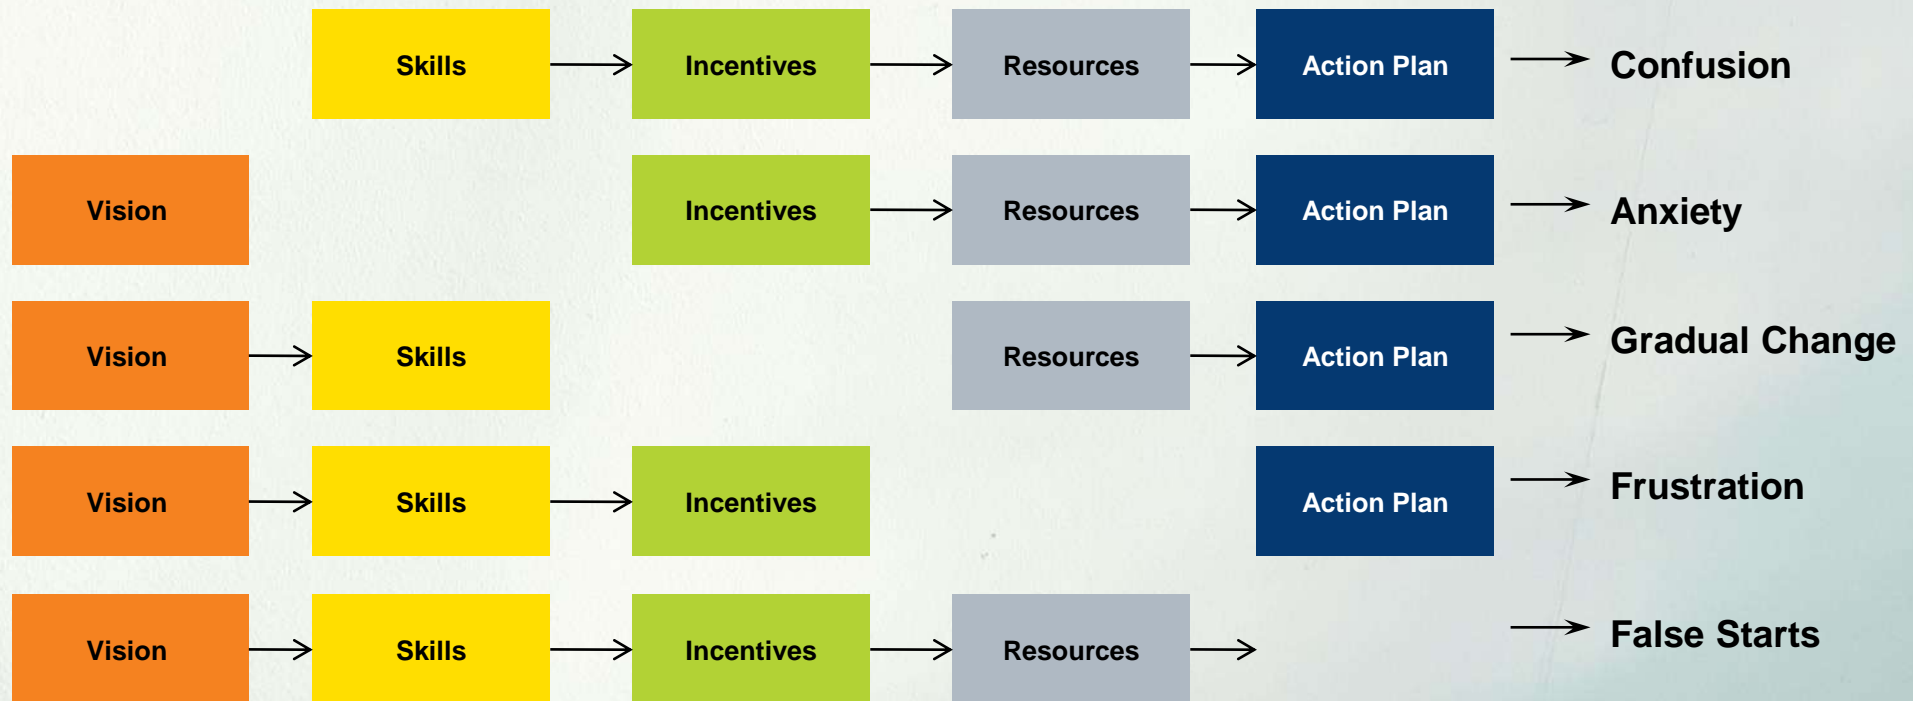 Skills Incentives Resources Action Plan Confusion
Vision Incentives Resources Action Plan Anxiety
Vision Skills Resources Action Plan Gradual Change
Vision Skills Incentives Action Plan Frustration
Vision Skills Incentives Resources False Starts